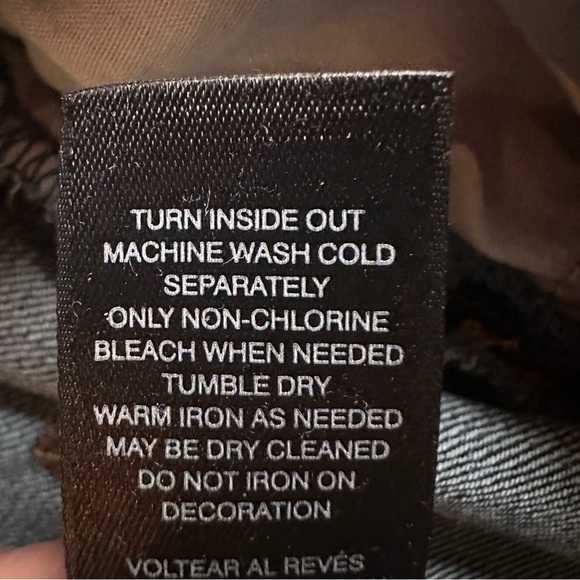 TURN INSIDE OUT
MACHINE WASH COLD
SEPARATELY
ONLY NON-CHLORINE
BLEACH WHEN NEEDED
TUMBLE DRY
WARM IRON AS NEEDED
MAY BE DRY CLEANED
DO NOT IRON ON
DECORATION
VOLTEAR AL REVÉS